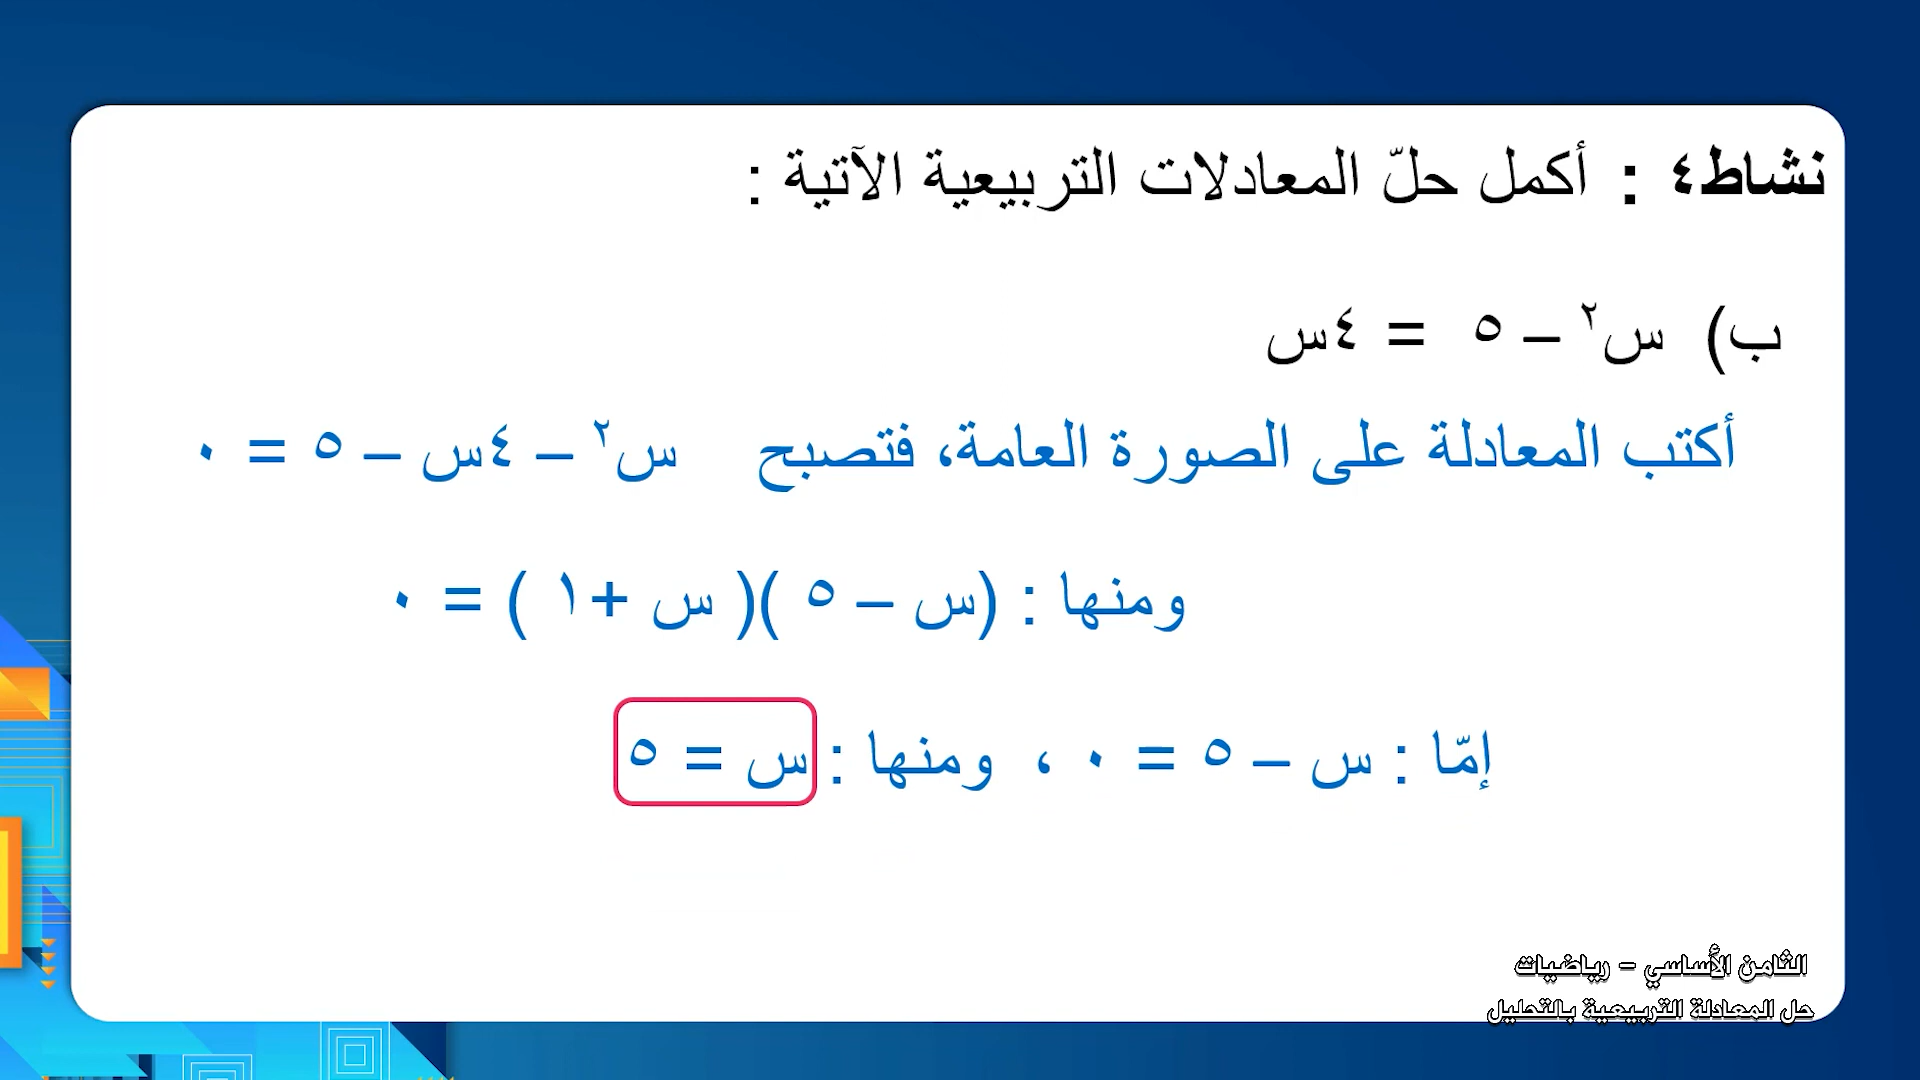 نشاط٤ : أكمل حلّ المعادلات التربيعية الآتية :
ب) س٢ – ٥ = ٤س
أكتب المعادلة على الصورة العامة، فتصبح س٢ – ٤س – ٥ = ٠
ومنها : (س – ٥ )( س +١ ) = ٠
إمّا : س – ٥ = ٠ ، ومنها : س = ٥
الثامن الأساسي - رياضيات
حل المعادلة التربيعية بالتحليل